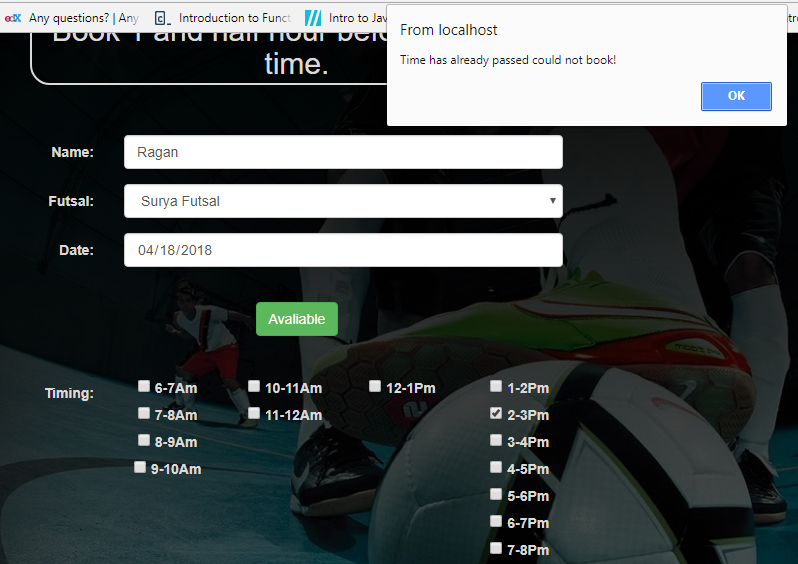 edX Any questions? | Any
Introduction to Funct
Intro to Jav
From localhost
Time has already passed could not book!
OK
time.
Name: Ragan
Futsal: Surya Futsal
Date: 04/18/2018
Avaliable
Timing:
6-7Am 10-11Am 12-1Pm 1-2Pm
7-8Am 11-12Am 2-3Pm
8-9Am 3-4Pm
9-10Am 4-5Pm
5-6Pm
6-7Pm
7-8Pm